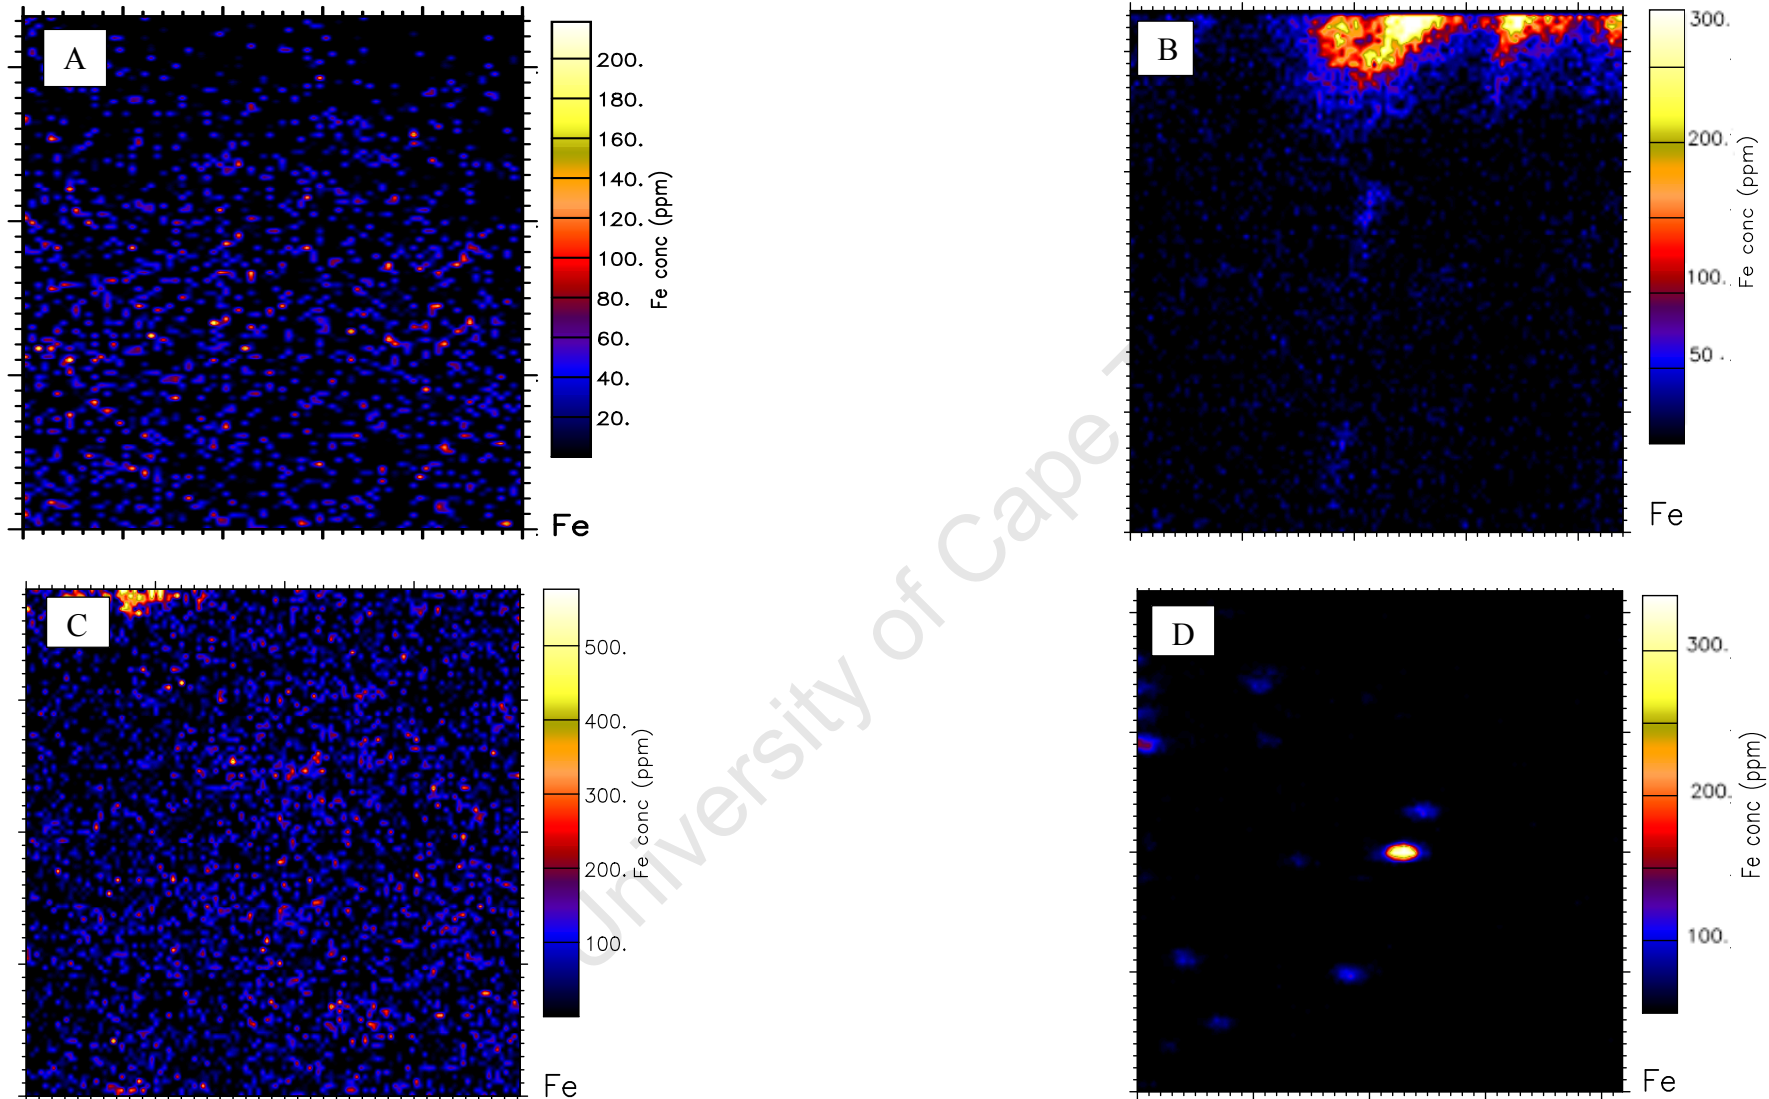 A
200.
180.
160.
140.
120.
100.
80.
60.
40.
20.
Fe conc (ppm)
Fe
B
300.
200.
100.
50.
Fe conc (ppm)
Fe
C
500.
400.
300.
200.
100.
Fe conc (ppm)
Fe
D
300.
200.
100.
Fe conc (ppm)
Fe
University of Cape